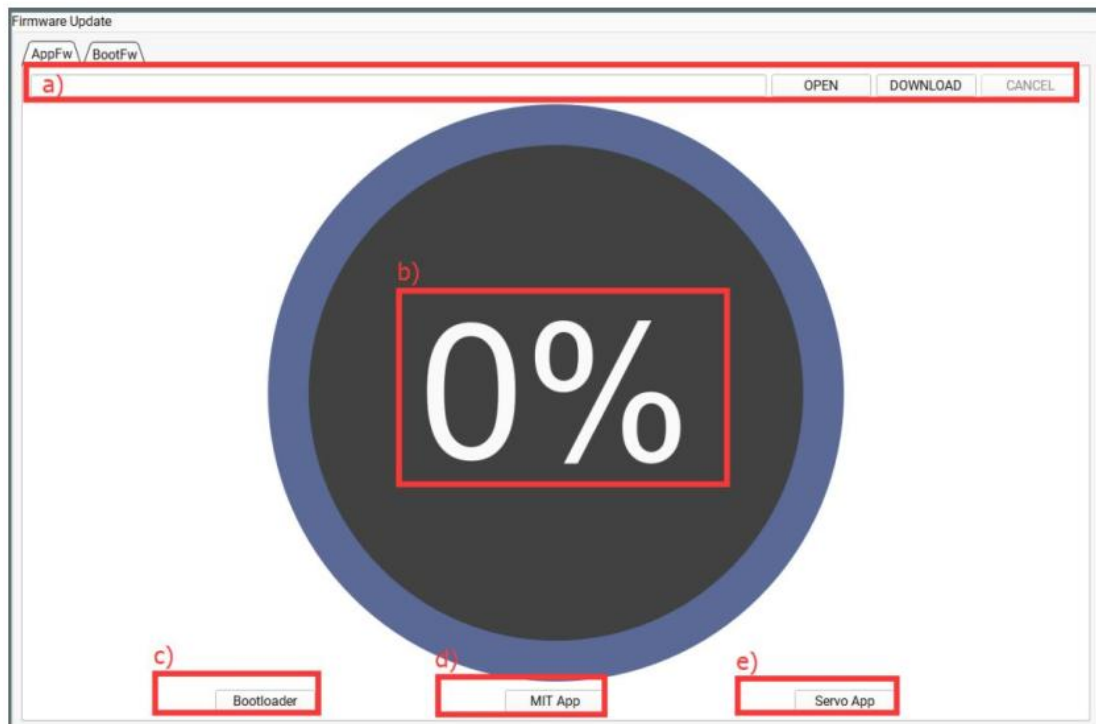 Firmware Update
AppFw BootFw
a) OPEN DOWNLOAD CANCEL
b)
0%
c) d) e)
Bootloader MIT App Servo App